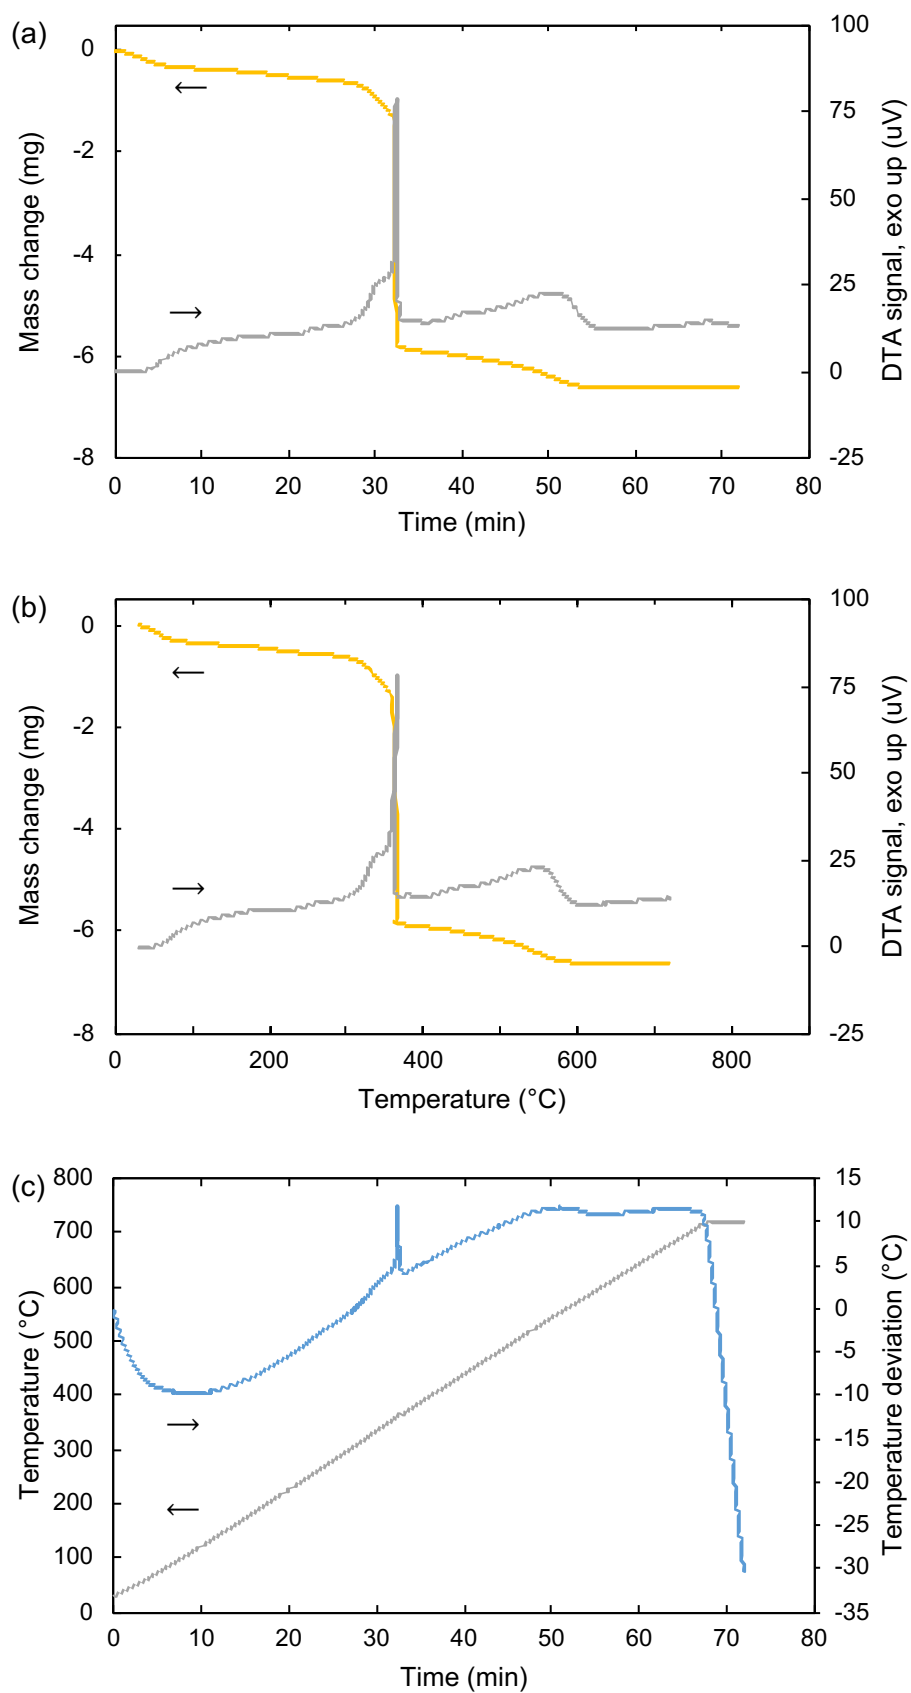 (a)
100
0
75
-2
50
-4
25
-6
0
-8
-25
Mass change (mg)
DTA signal, exo up (uV)
0 10 20 30 40 50 60 70 80
Time (min)
(b)
100
0
75
-2
50
-4
25
-6
0
-8
-25
Mass change (mg)
DTA signal, exo up (uV)
0 200 400 600 800
Temperature (°C)
(c)
800 15
700 10
600 5
500 0
-5
400 -10
300 -15
200 -20
-25
100 -30
0 -35
Temperature (°C)
Temperature deviation (°C)
0 10 20 30 40 50 60 70 80
Time (min)